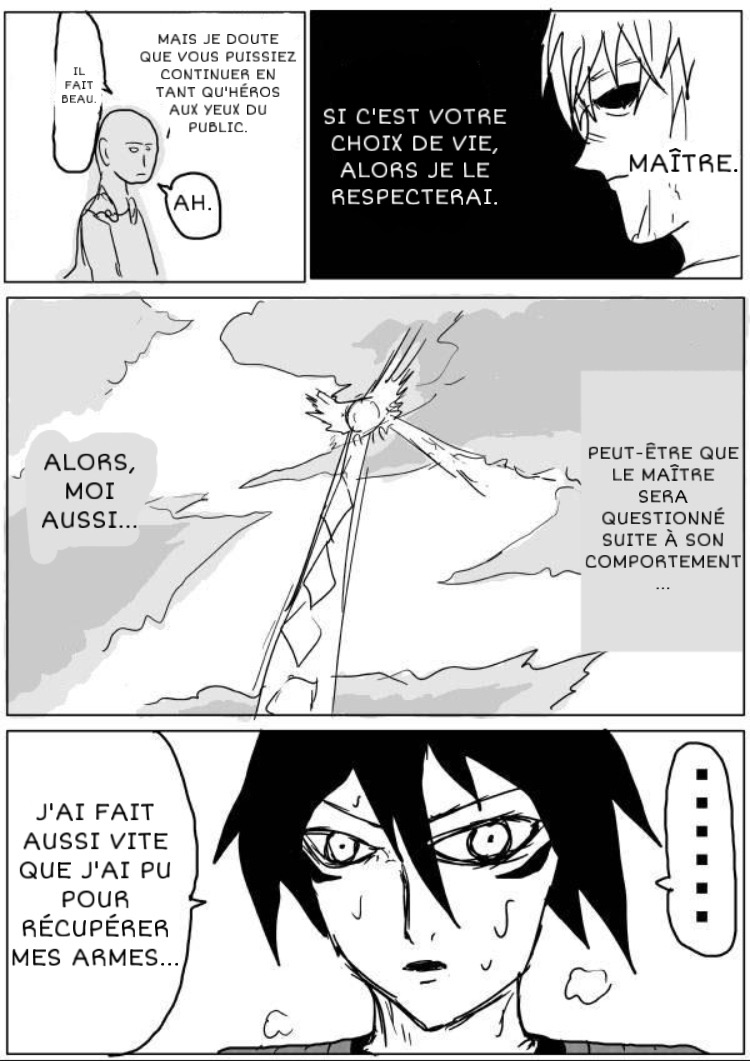 MAÎTRE.
SI C'EST VOTRE
CHOIX DE VIE,
ALORS JE LE
RESPECTERAI.
MAIS JE DOUTE
QUE VOUS PUISSIEZ
CONTINUER EN
TANT QU'HÉROS
AUX YEUX DU
PUBLIC.
AH.
IL
FAIT
BEAU.
PEUT-ÊTRE QUE
LE MAÎTRE
SERA
QUESTIONNÉ
SUITE À SON
COMPORTEMENT
...
ALORS,
MOI
AUSSI...
......
J'AI FAIT
AUSSI VITE
QUE J'AI PU
POUR
RÉCUPÉRER
MES ARMES...